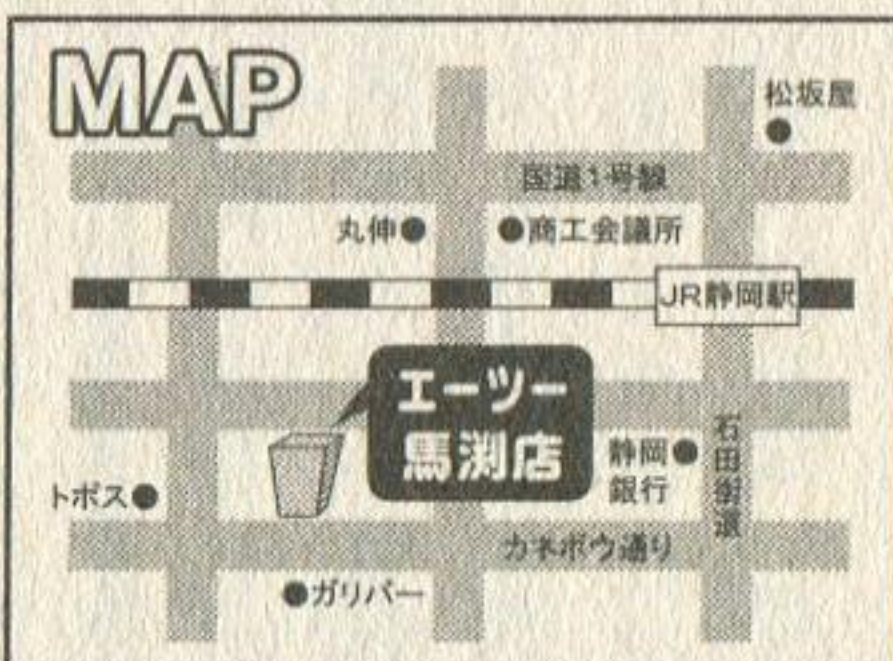 MAP
松坂屋
国道1号線
丸伸
商工会議所
JR静岡駅
エーツー
馬渕店
静岡
銀行
石田街道
トポス
カネボウ通り
ガリバー